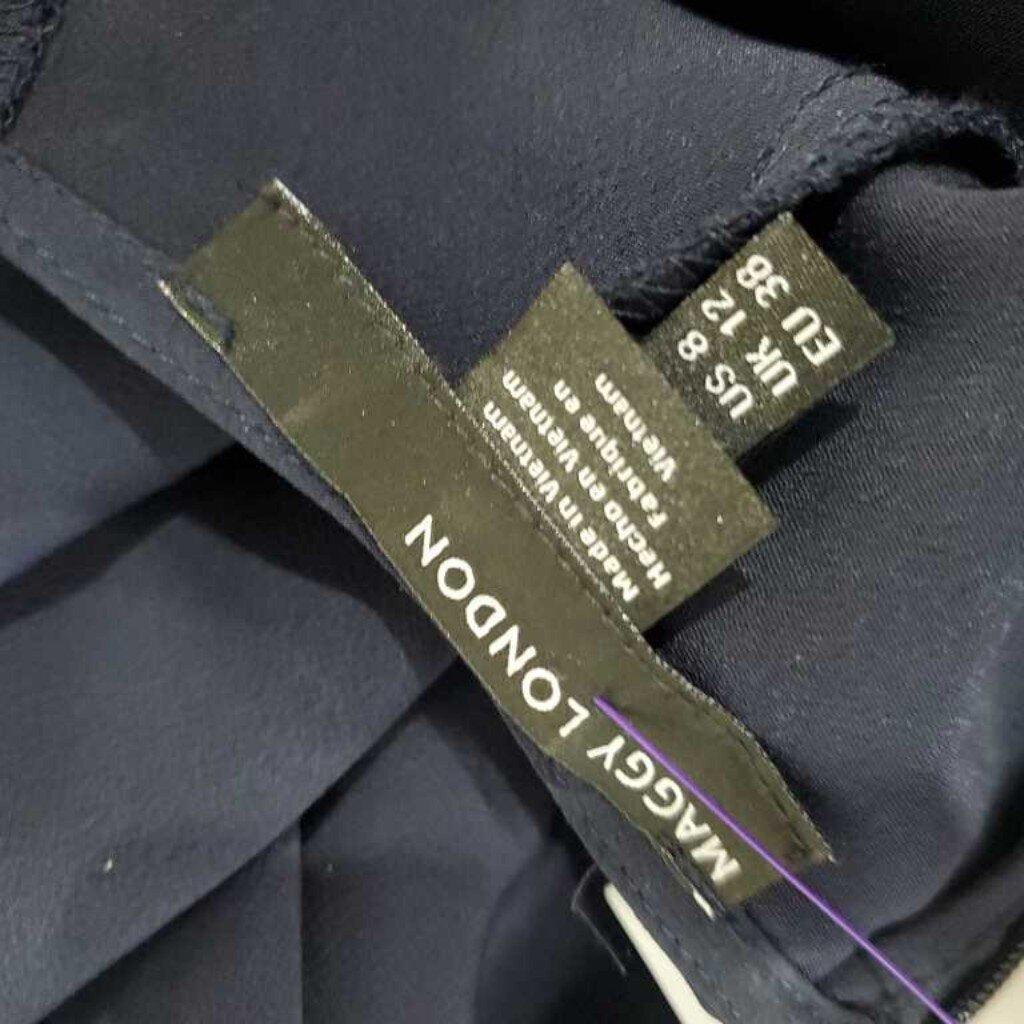 MAGGY LONDON
Made in Vietnam
Hecho en Vietnam
Fabrique en
Vietnam
US 8
UK 12
EU 38